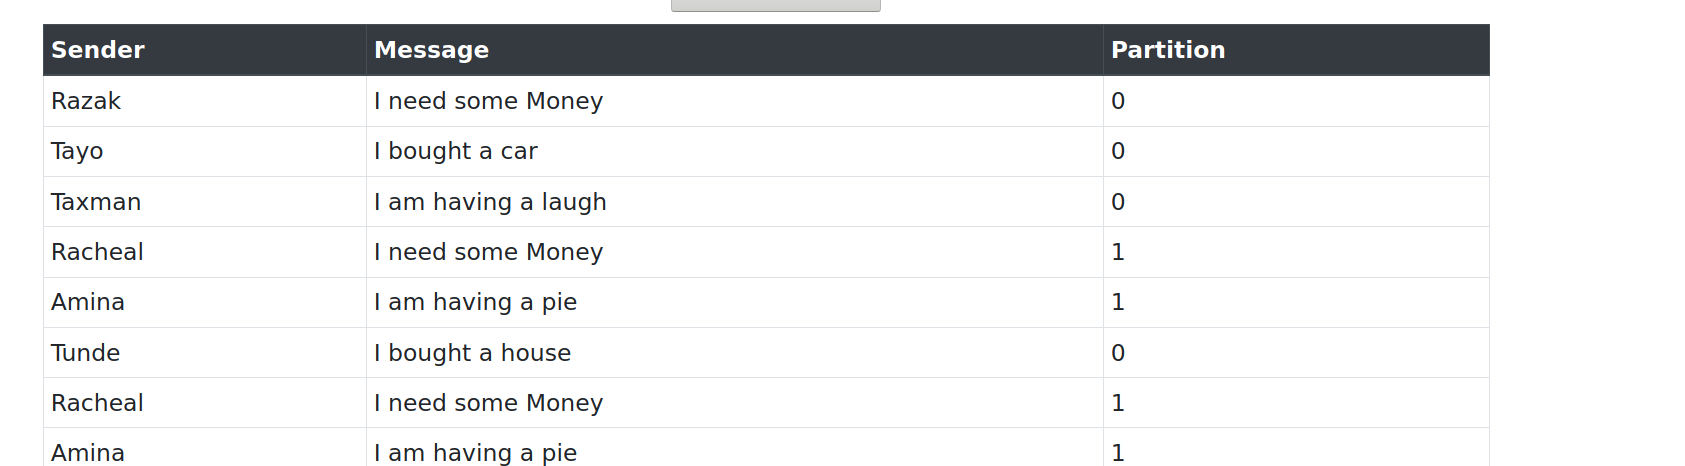 Sender Message Partition
Razak I need some Money 0
Tayo I bought a car 0
Taxman I am having a laugh 0
Racheal I need some Money 1
Amina I am having a pie 1
Tunde I bought a house 0
Racheal I need some Money 1
Amina I am having a pie 1